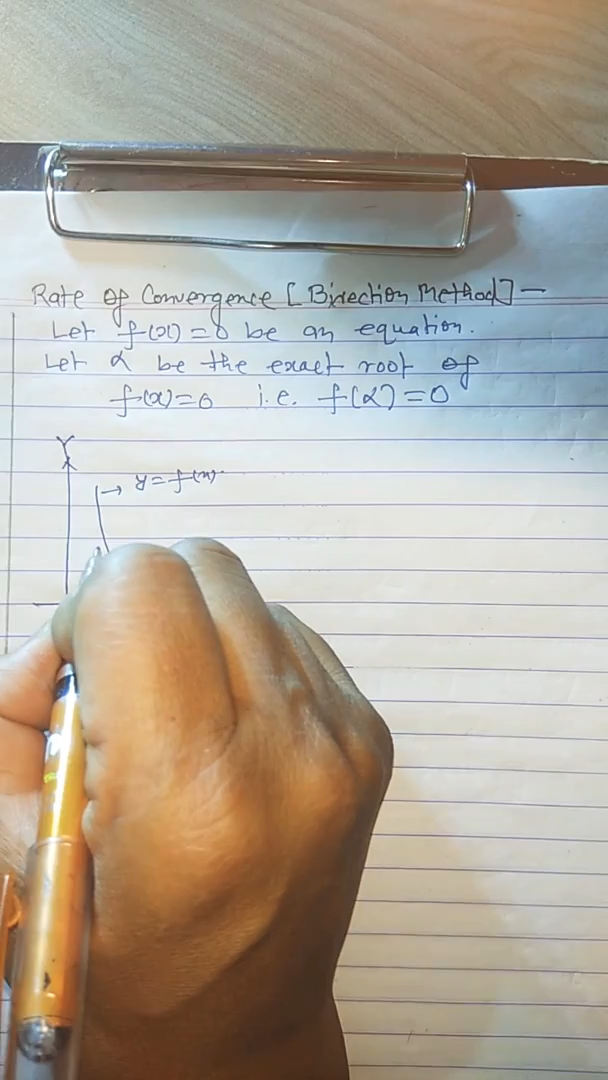 Rate of Convergence [Bisection Method] -
Let f(x) = 0 be an equation.
Let α be the exact root of
f(x) = 0 i.e. f(α) = 0
Y
→ y = f(x).